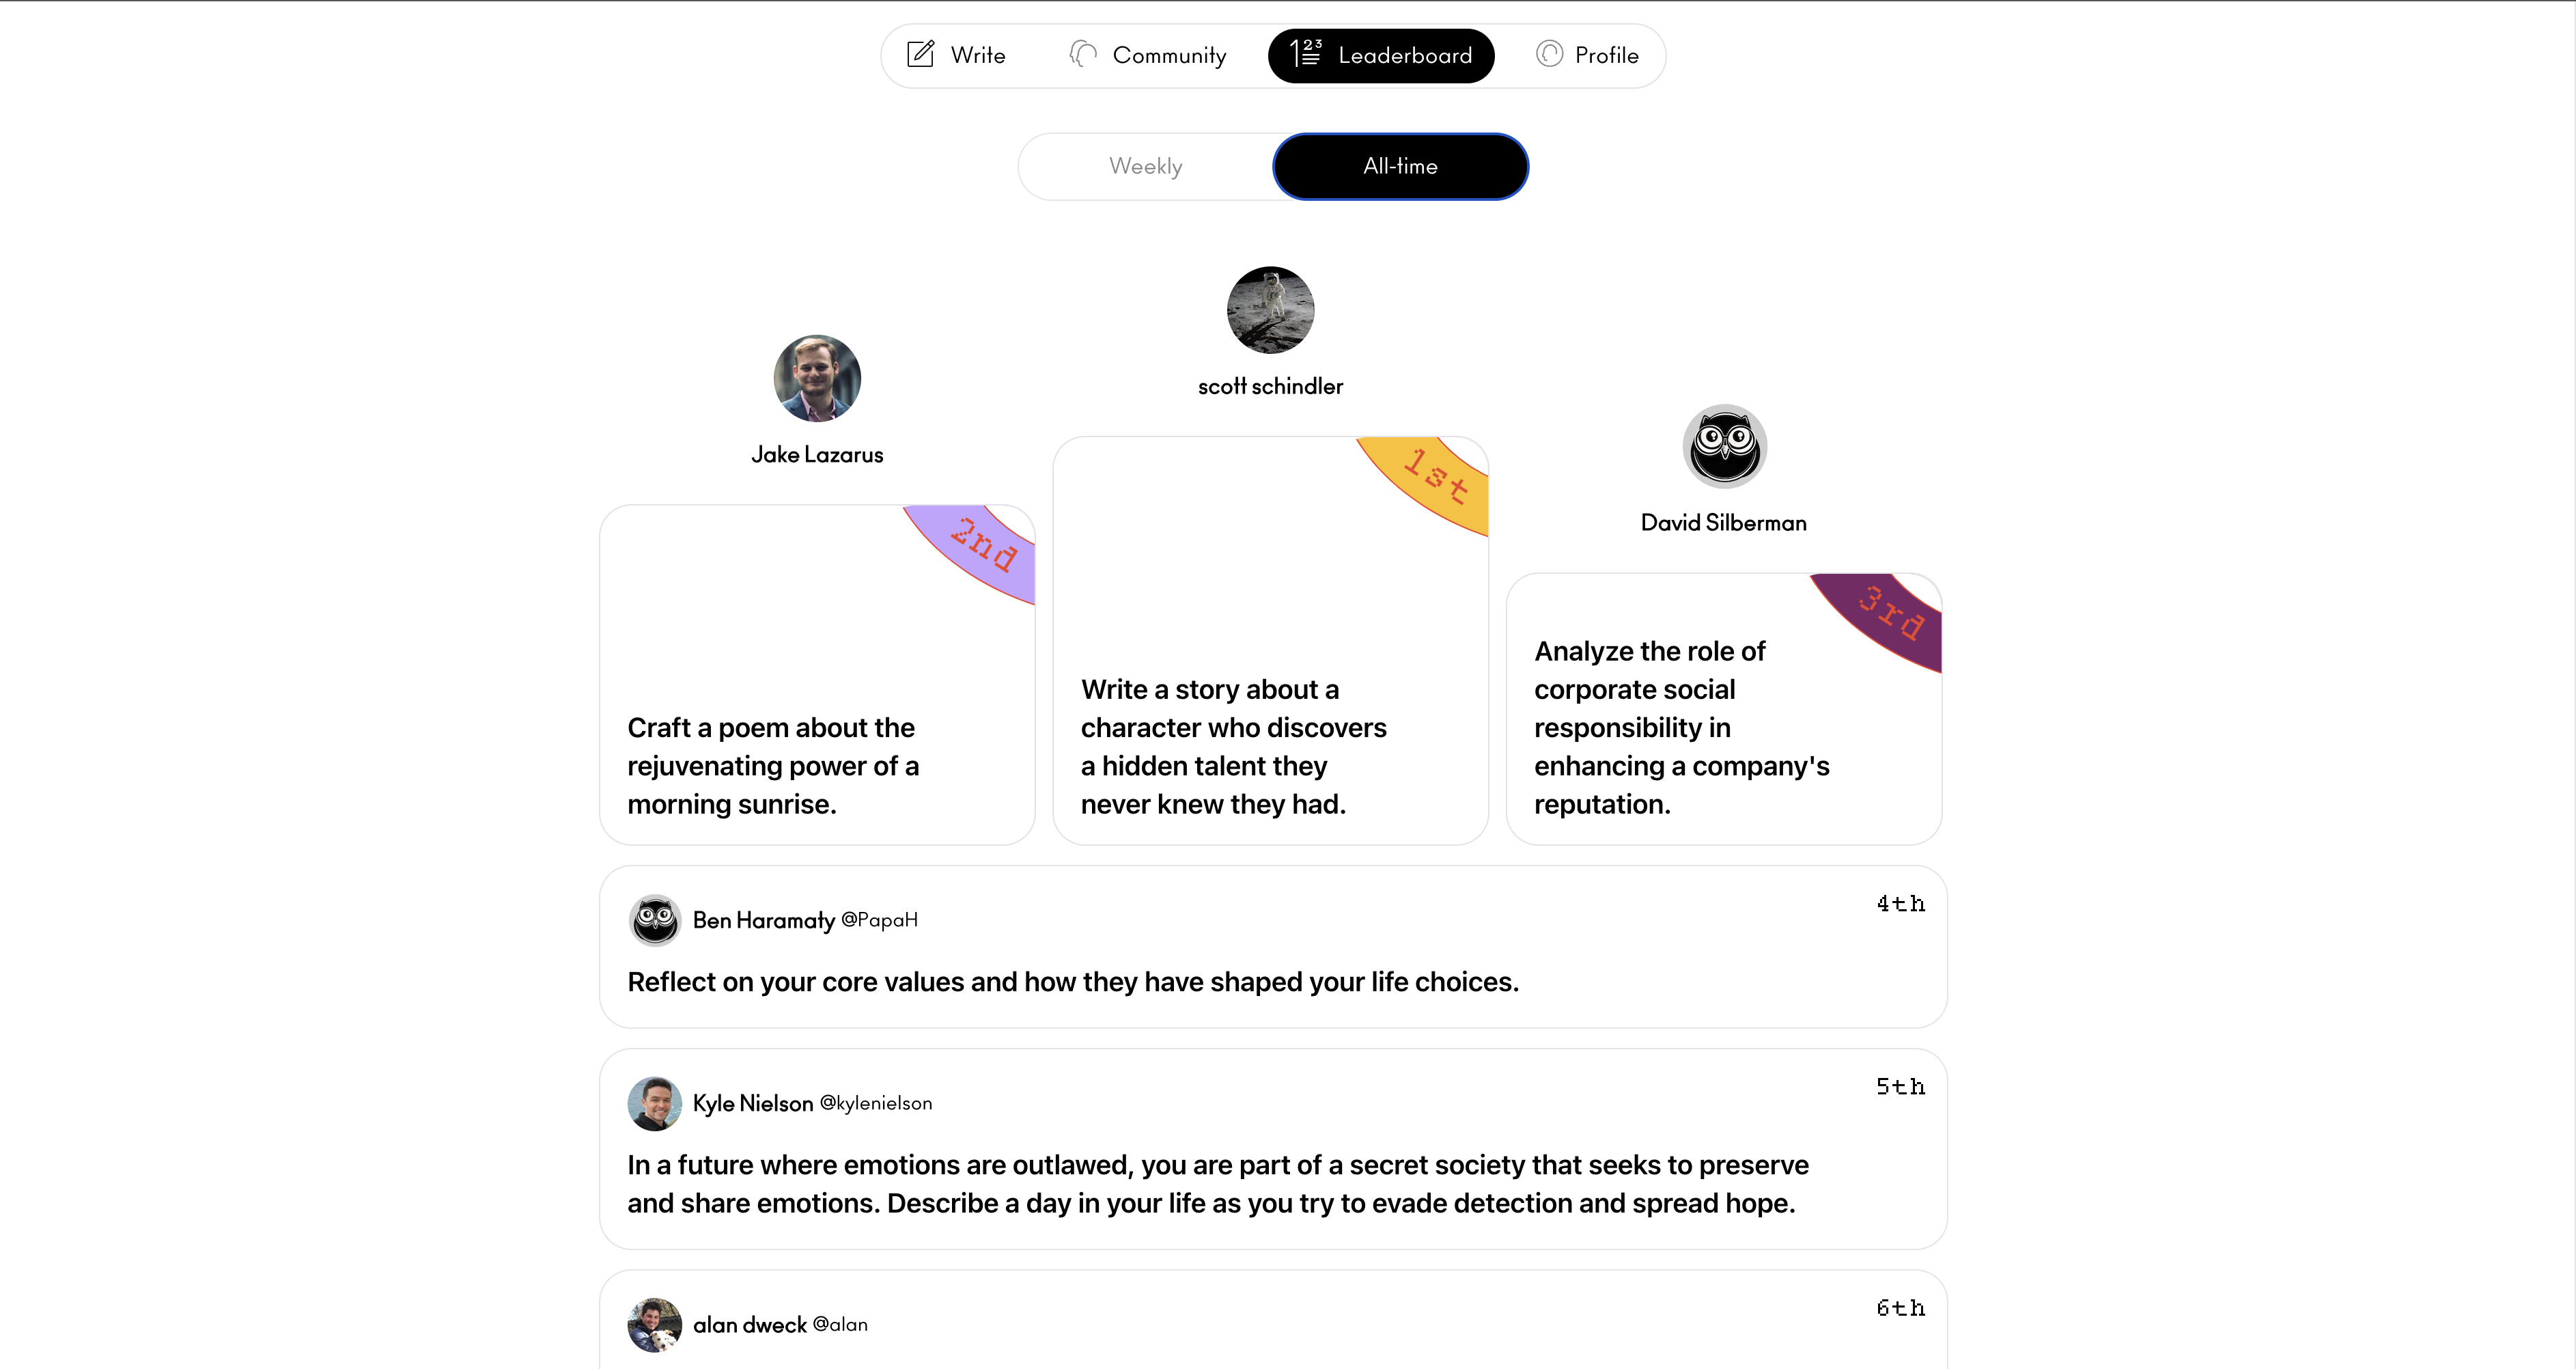 Write
Community
123 Leaderboard
Profile
Weekly
All-time
scott schindler
Jake Lazarus
David Silberman
2nd
Craft a poem about the
rejuvenating power of a
morning sunrise.
1st
Write a story about a
character who discovers
a hidden talent they
never knew they had.
3rd
Analyze the role of
corporate social
responsibility in
enhancing a company's
reputation.
Ben Haramaty @PapaH
4th
Reflect on your core values and how they have shaped your life choices.
Kyle Nielson @kylenielson
5th
In a future where emotions are outlawed, you are part of a secret society that seeks to preserve
and share emotions. Describe a day in your life as you try to evade detection and spread hope.
alan dweck @alan
6th